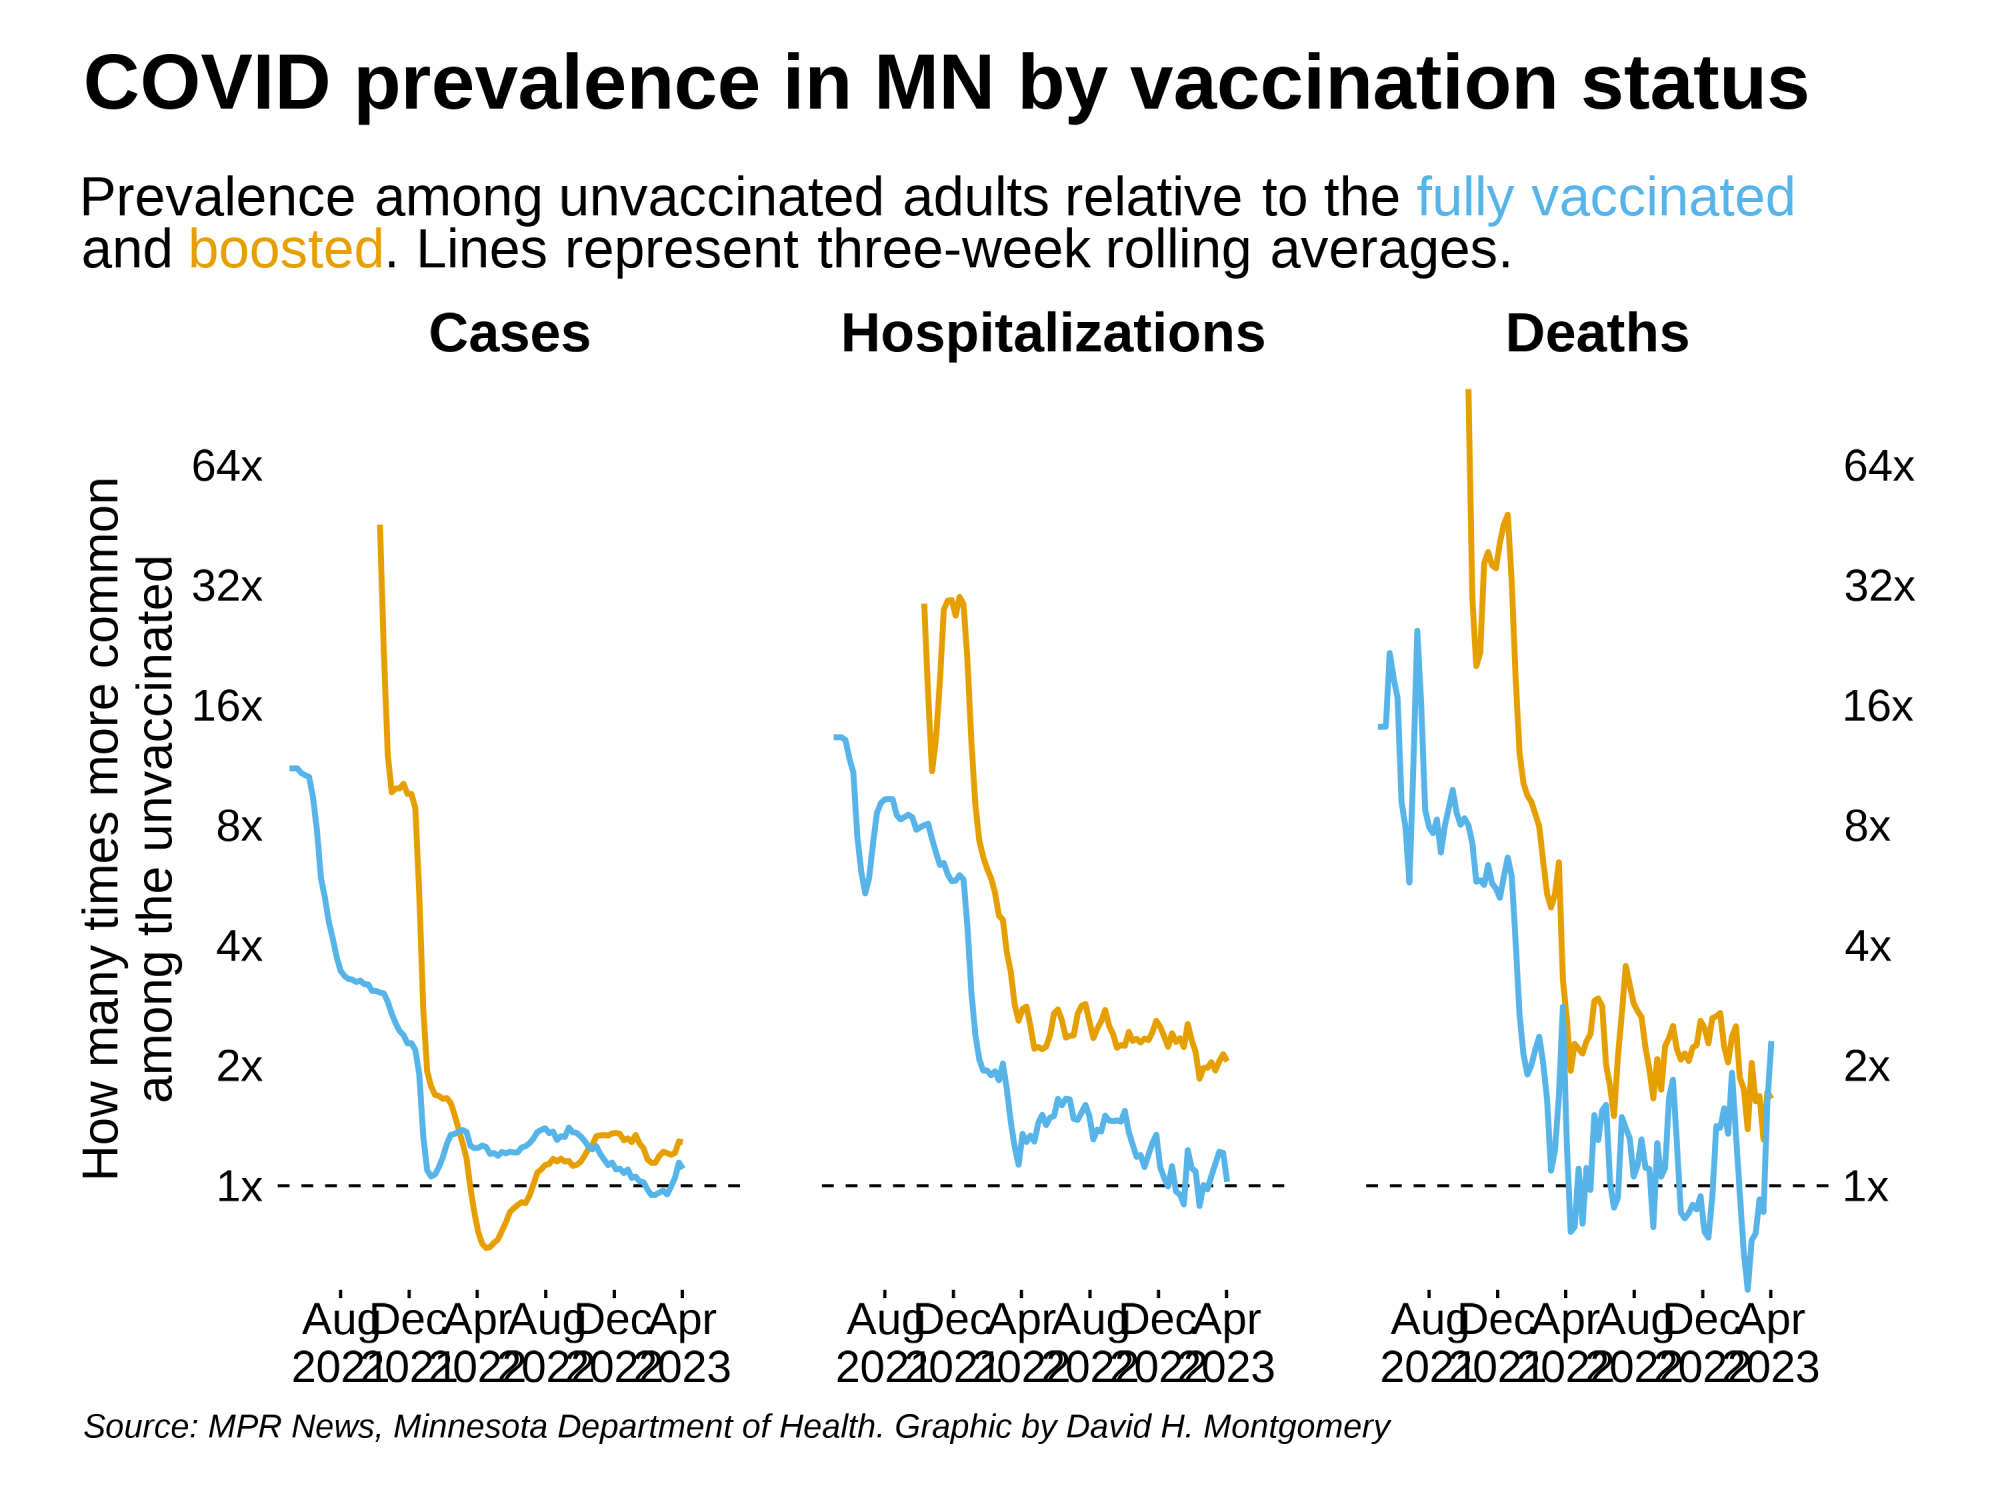 COVID prevalence in MN by vaccination status
Prevalence among unvaccinated adults relative to the fully vaccinated
and boosted. Lines represent three-week rolling averages.
Cases
Hospitalizations
Deaths
How many times more common
among the unvaccinated
64x
32x
16x
8x
4x
2x
1x
64x
32x
16x
8x
4x
2x
1x
Aug Dec Apr Aug Dec Apr
2021 2021 2022 2022 2022 2023
Aug Dec Apr Aug Dec Apr
2021 2021 2022 2022 2022 2023
Aug Dec Apr Aug Dec Apr
2021 2021 2022 2022 2022 2023
Source: MPR News, Minnesota Department of Health. Graphic by David H. Montgomery